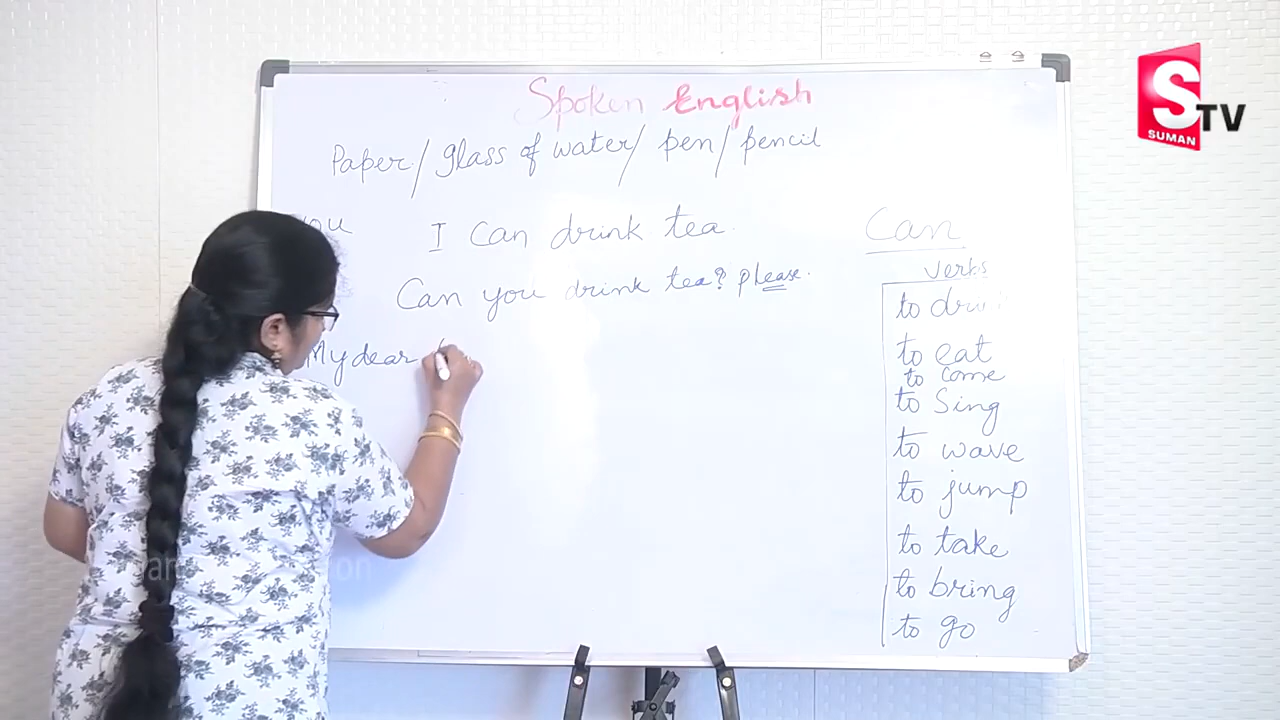 Spoken English
Paper/glass of water/pen/pencil
I Can drink tea.
Can you drink tea? please.
My dear
Can
Verbs
to eat
to come
to Sing
to wave
to jump
to take
to bring
to go
S TV
SUMAN